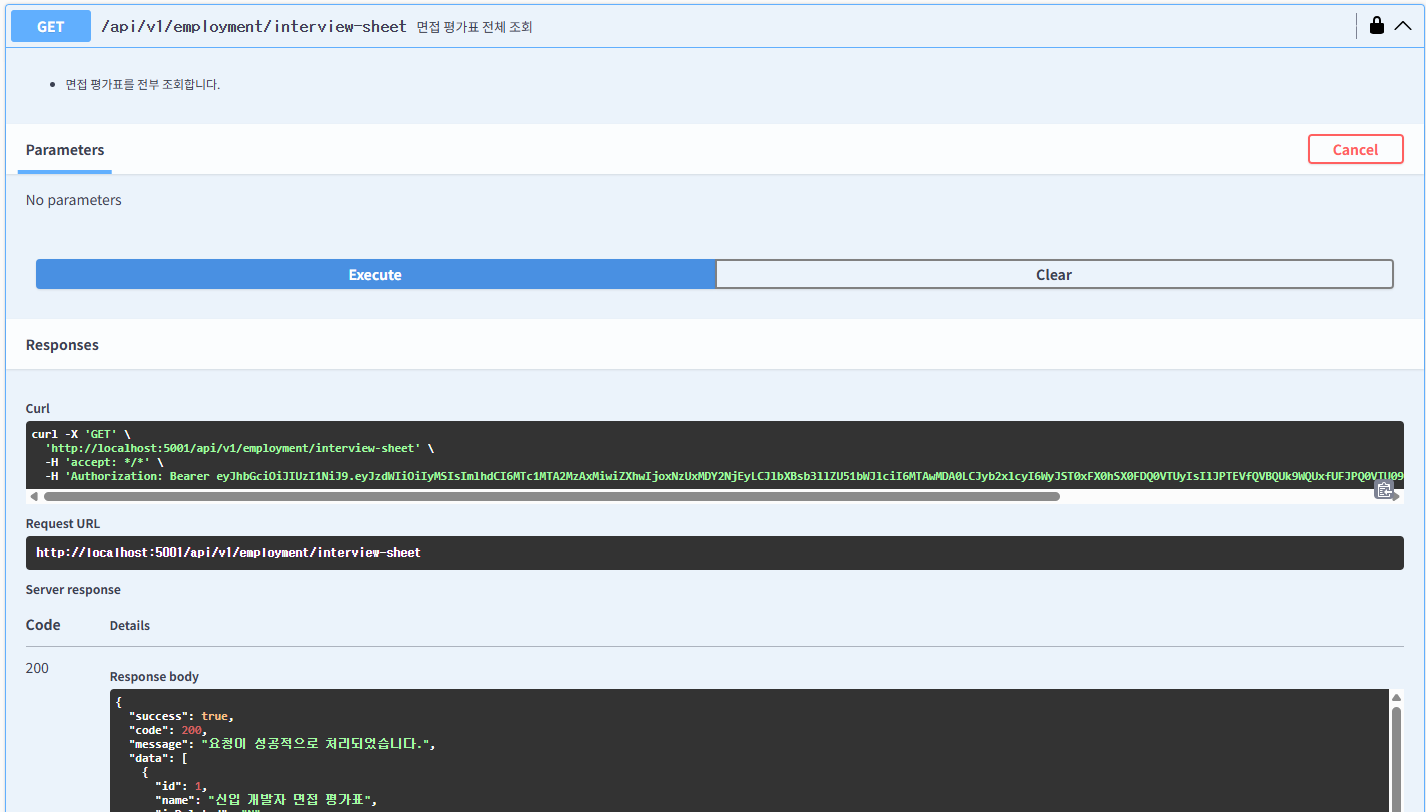 GET /api/v1/employment/interview-sheet 면접 평가표 전체 조회
면접 평가표를 전부 조회합니다.
Parameters Cancel
No parameters
Execute Clear
Responses
Curl
curl -X 'GET' \
'http://localhost:5001/api/v1/employment/interview-sheet' \
-H 'accept: */*' \
-H 'Authorization: Bearer
Request URL
http://localhost:5001/api/v1/employment/interview-sheet
Server response
Code Details
200
Response body
{
"success": true,
"code": 200,
"message": "요청이 성공적으로 처리되었습니다.",
"data": [
{
"id": 1,
"name": "신입 개발자 면접 평가표",